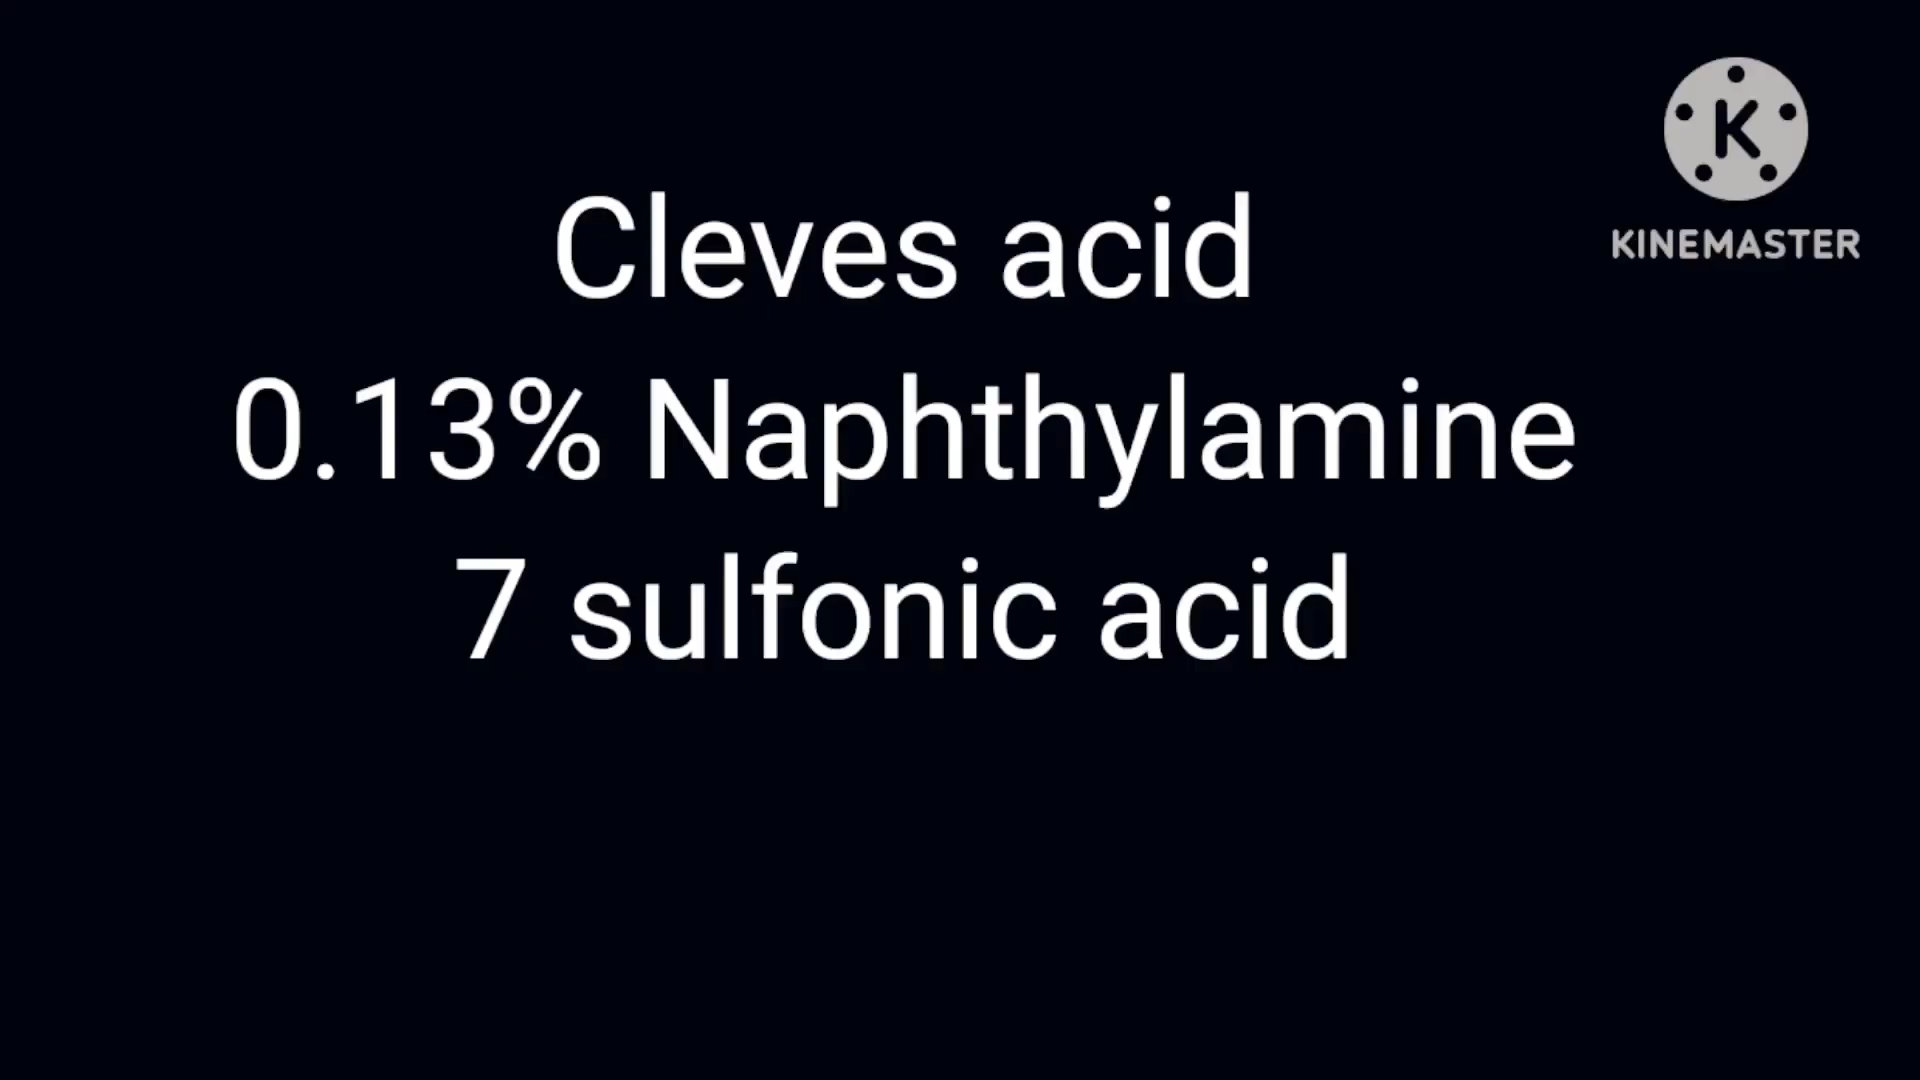 K
KINEMASTER
Cleves acid
0.13% Naphthylamine
7 sulfonic acid